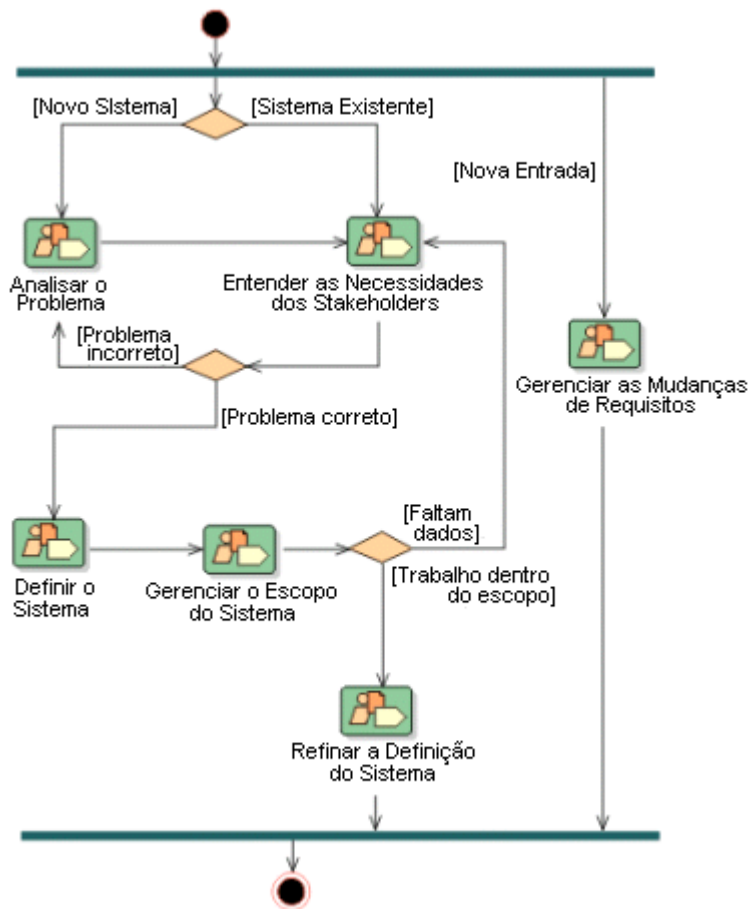 [Novo SIstema]
[Sistema Existente]
[Nova Entrada]
Analisar o
Problema
Entender as Necessidades
dos Stakeholders
[Problema
incorreto]
Gerenciar as Mudanças
de Requisitos
[Problema correto]
[Faltam
dados]
Definir o
Sistema
Gerenciar o Escopo
do Sistema
[Trabalho dentro
do escopo]
Refinar a Definição
do Sistema